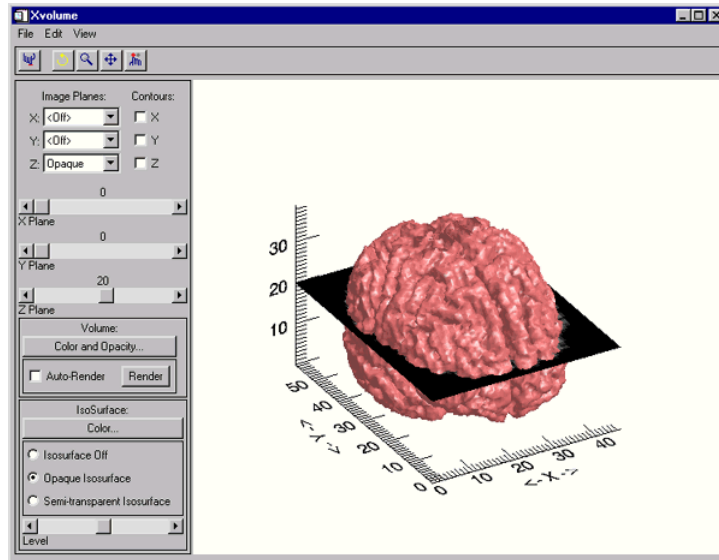 Xvolume
File Edit View
Image Planes: Contours:
X: <Off> X
Y: <Off> Y
Z: Opaque Z
0
X Plane
0
Y Plane
20
Z Plane
Volume:
Color and Opacity...
Auto-Render Render
IsoSurface:
Color...
Isosurface Off
Opaque Isosurface
Semi-transparent Isosurface
Level
30
20
10
50
40
30
20
10
0
<- Y ->
0 10 20 30 40
<- X ->